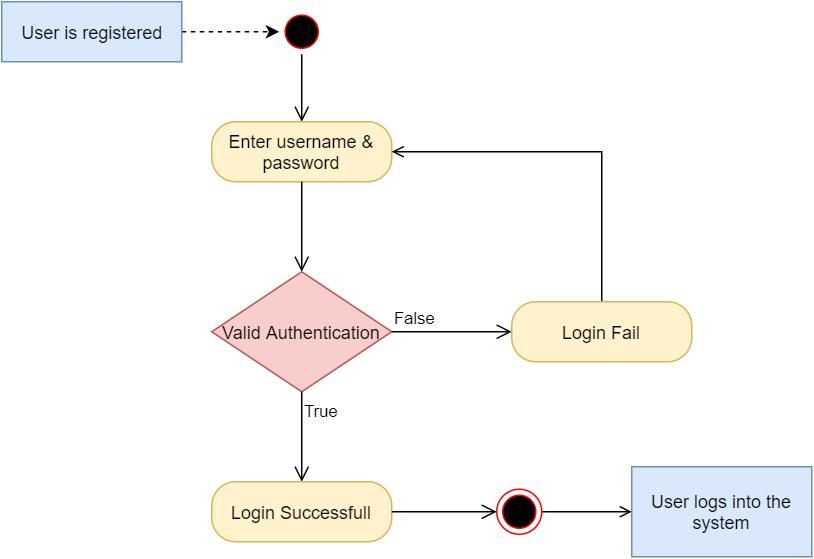 User is registered
Enter username &
password
Valid Authentication
False
Login Fail
True
Login Successfull
User logs into the
system